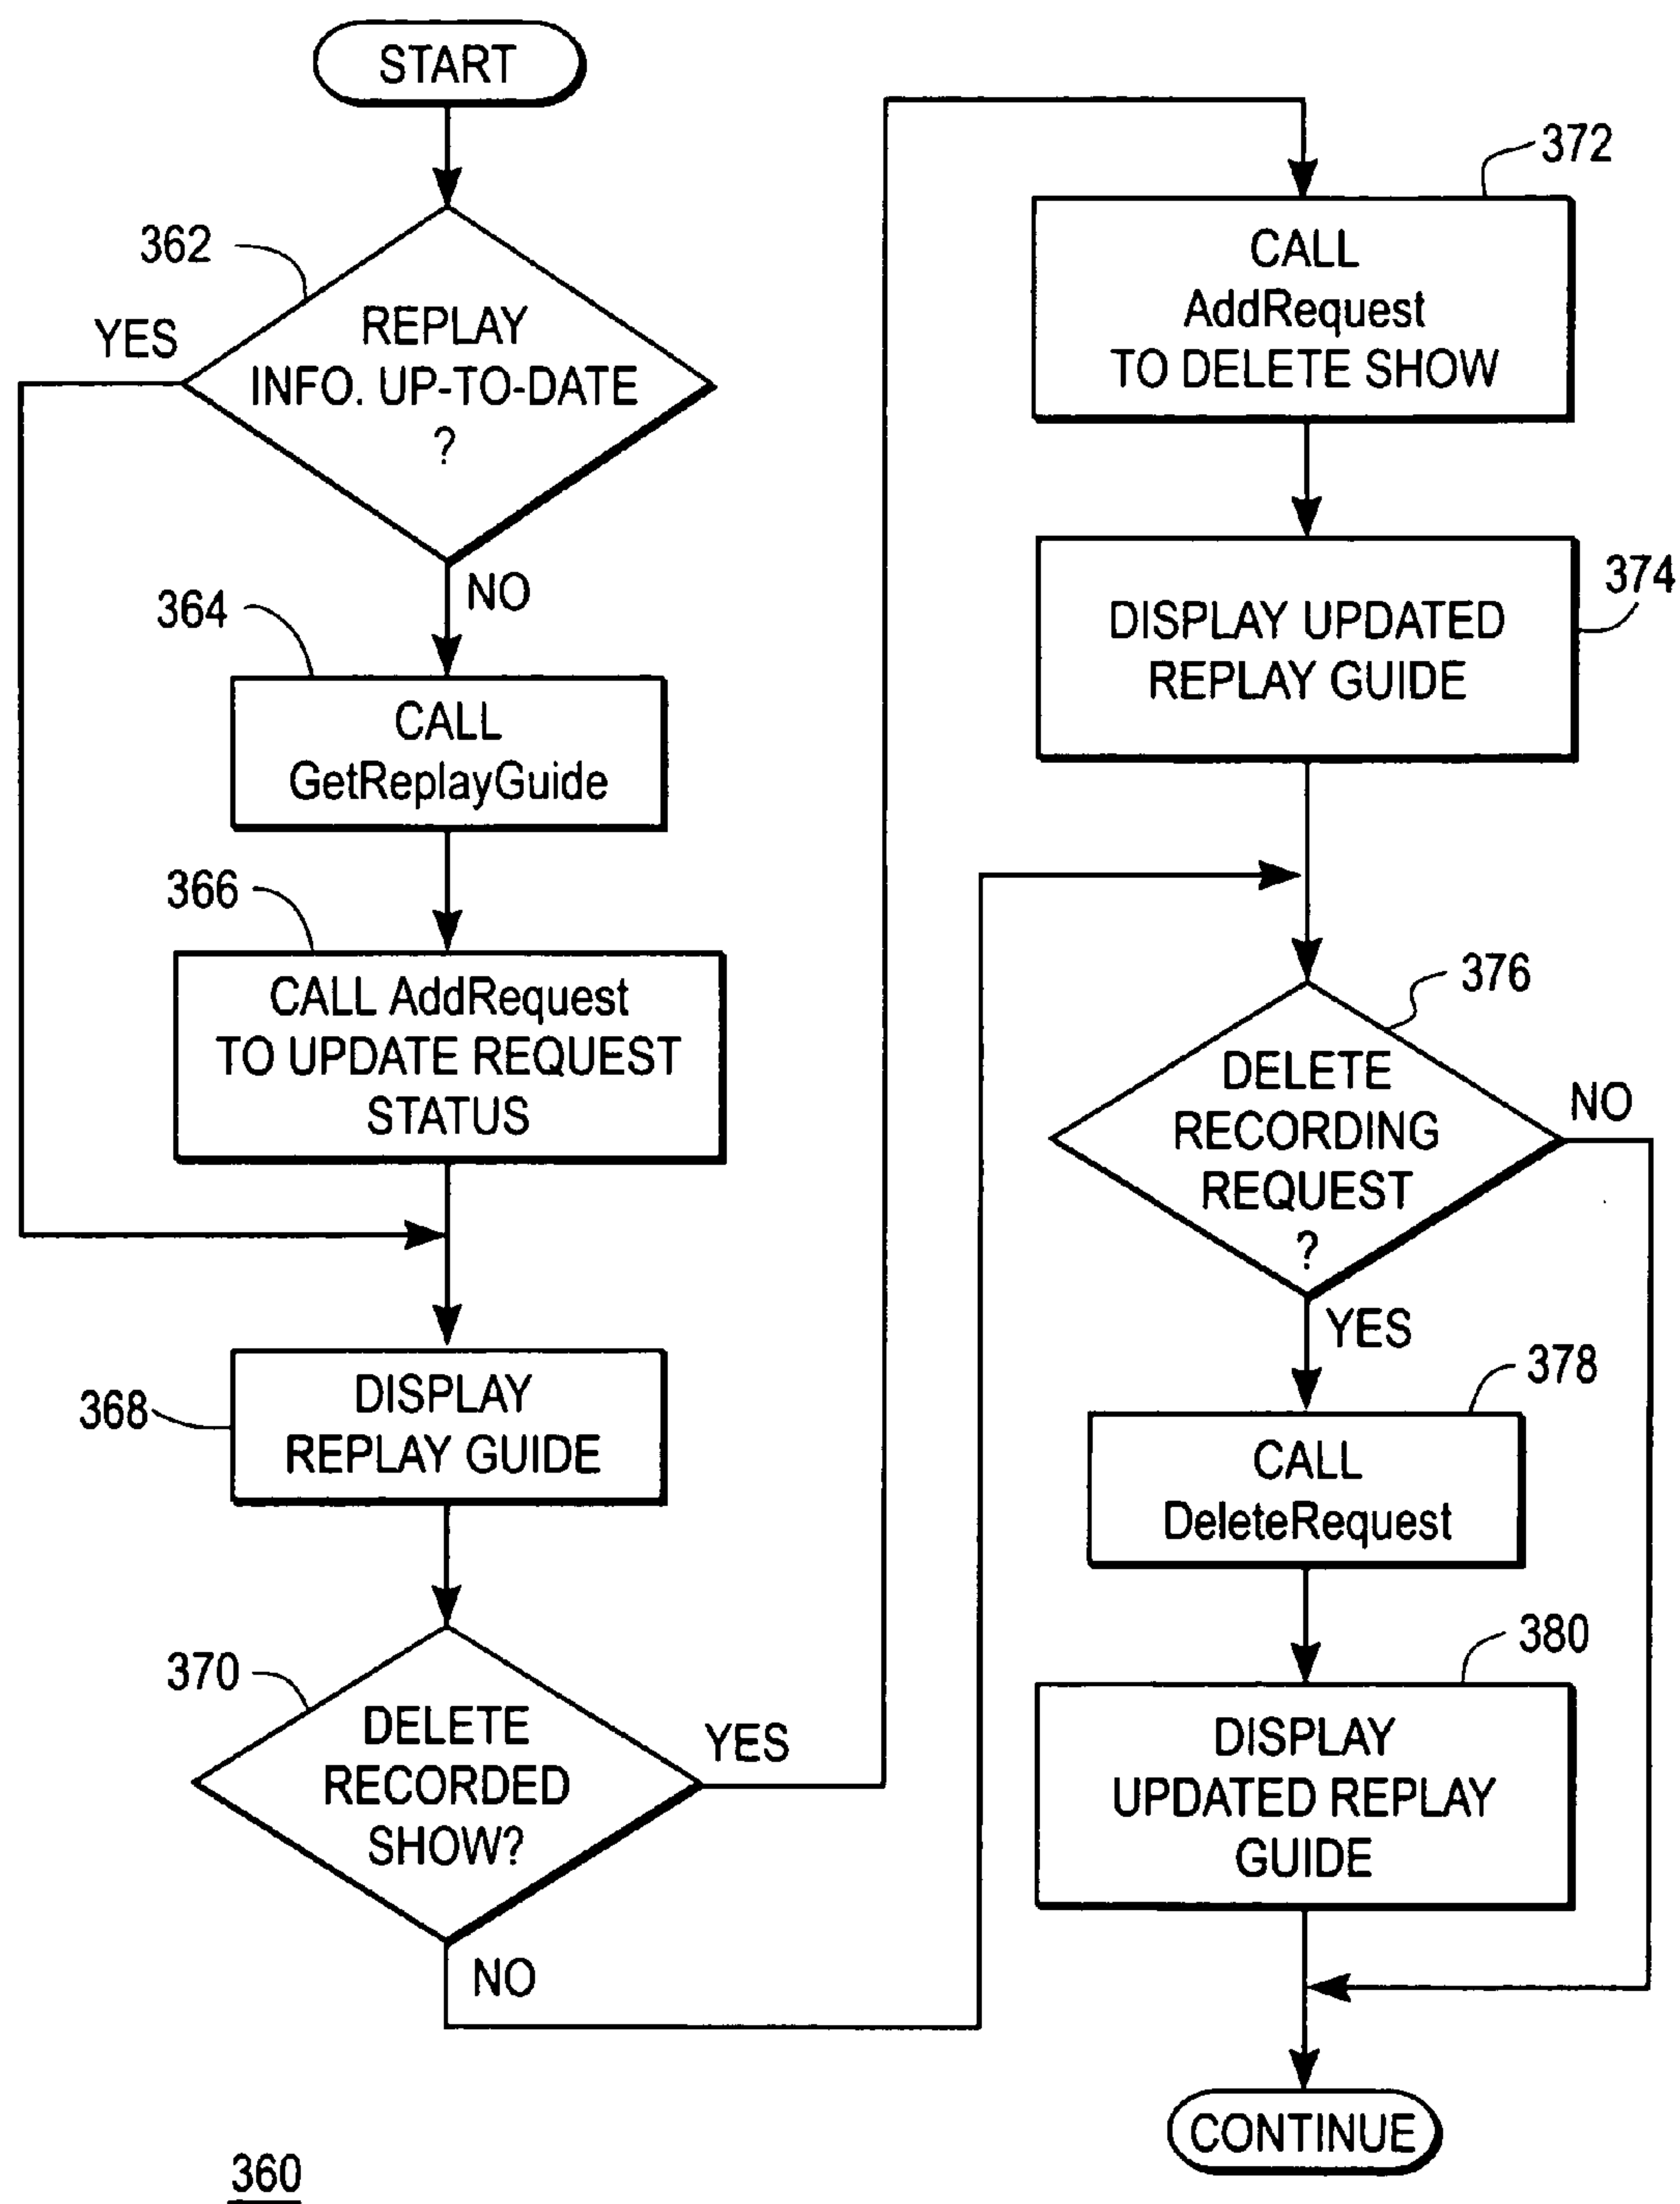 START
362
YES
REPLAY
INFO. UP-TO-DATE
?
NO
364
CALL
GetReplayGuide
366
CALL AddRequest
TO UPDATE REQUEST
STATUS
368
DISPLAY
REPLAY GUIDE
370
DELETE
RECORDED
SHOW?
YES
NO
372
CALL
AddRequest
TO DELETE SHOW
374
DISPLAY UPDATED
REPLAY GUIDE
376
DELETE
RECORDING
REQUEST
?
NO
YES
378
CALL
DeleteRequest
380
DISPLAY
UPDATED REPLAY
GUIDE
CONTINUE
360